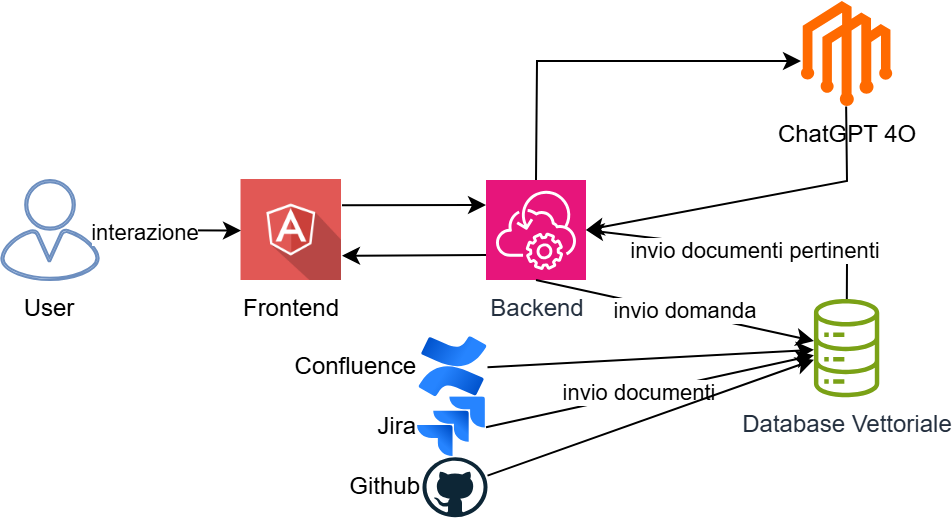 ChatGPT 4O
interazione
invio documenti pertinenti
User
Frontend
Backend
invio domanda
Confluence
invio documenti
Jira
Database Vettoriale
Github